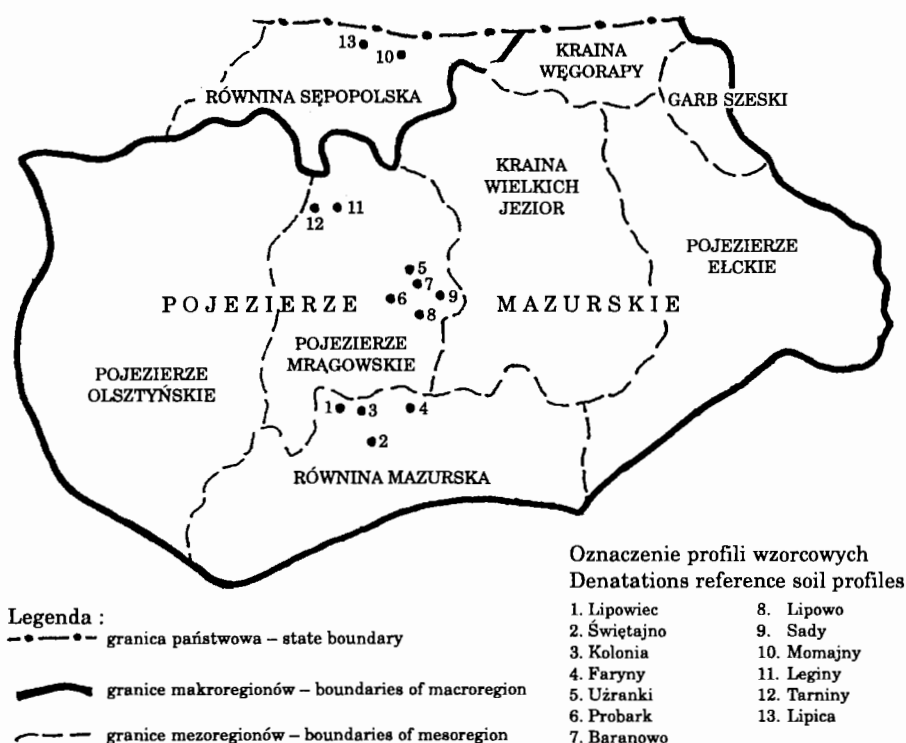 13
10
KRAINA
WĘGORAPY
RÓWNINA SĘPOPOLSKA
GARB SZESKI
KRAINA
WIELKICH
JEZIOR
12
11
POJEZIERZE
EŁCKIE
5
7
6
9
8
POJEZIERZE
MAZURSKIE
POJEZIERZE
MRĄGOWSKIE
POJEZIERZE
OLSZTYŃSKIE
1
3
4
2
RÓWNINA MAZURSKA
Oznaczenie profili wzorcowych
Denatations reference soil profiles
1. Lipowiec
2. Świętajno
3. Kolonia
4. Faryny
5. Użranki
6. Probark
7. Baranowo
8. Lipowo
9. Sady
10. Momajny
11. Leginy
12. Tarniny
13. Lipica
Legenda :
granica państwowa – state boundary
granice makroregionów – boundaries of macroregion
granice mezoregionów – boundaries of mesoregion